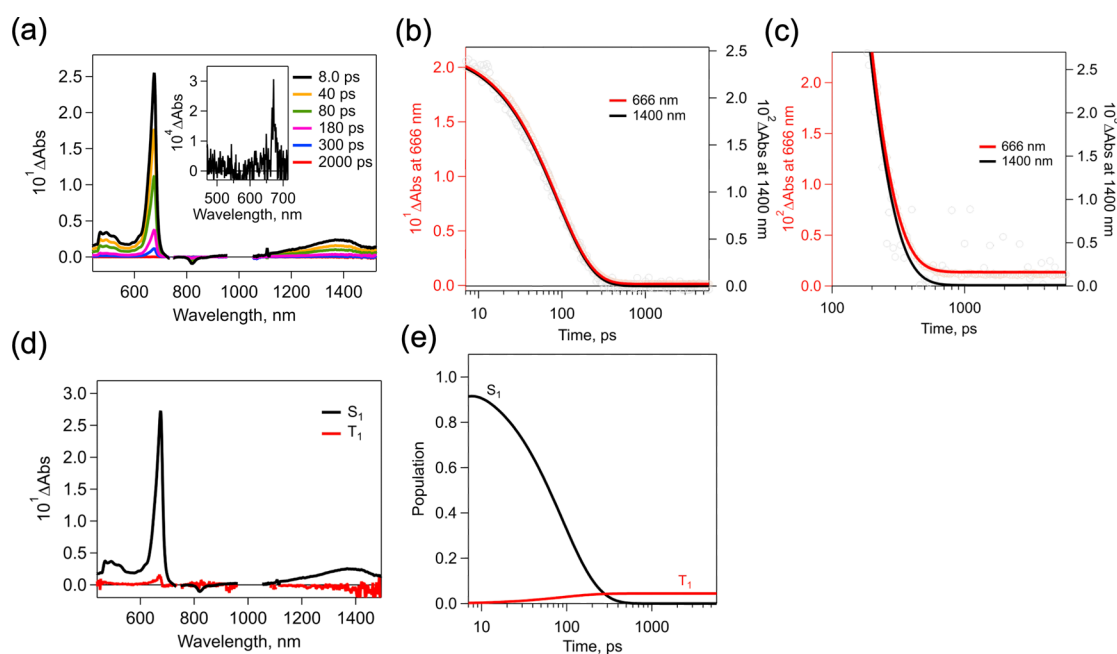 (a)
10¹ΔAbs
2.5
2.0
1.5
1.0
0.5
0.0
600
800
1000
1200
1400
Wavelength, nm
8.0 ps
40 ps
80 ps
180 ps
300 ps
2000 ps
10⁴ΔAbs
4
3
2
1
0
500
600
700
Wavelength, nm
(b)
10¹ΔAbs at 666 nm
2.0
1.5
1.0
0.5
0.0
10
100
1000
Time, ps
666 nm
1400 nm
2.5
2.0
1.5
1.0
0.5
0.0
10²ΔAbs at 1400 nm
(c)
10²ΔAbs at 666 nm
2.0
1.5
1.0
0.5
0.0
100
1000
Time, ps
666 nm
1400 nm
2.5
2.0
1.5
1.0
0.5
0.0
ΔAbs at 1400 nm
(d)
10¹ΔAbs
3.0
2.5
2.0
1.5
1.0
0.5
0.0
600
800
1000
1200
1400
Wavelength, nm
S₁
T₁
(e)
Population
1.0
0.8
0.6
0.4
0.2
0.0
10
100
1000
Time, ps
S₁
T₁